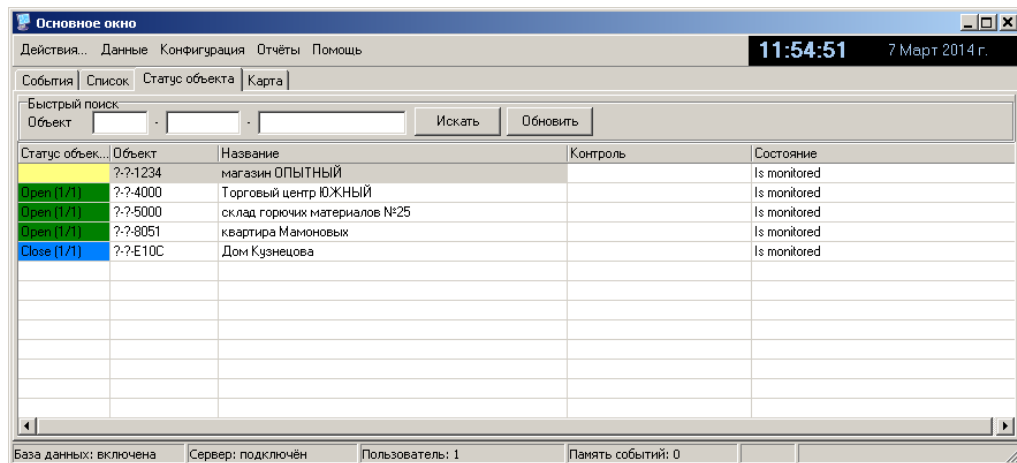 Основное окно
Действия... Данные Конфигурация Отчёты Помощь 11:54:51 7 Март 2014 г.
События Список Статус объекта Карта
Быстрый поиск
Объект - - Искать Обновить
Статус объек... Объект Название Контроль Состояние
?-?-1234 магазин ОПЫТНЫЙ Is monitored
Open (1/1) ?-?-4000 Торговый центр ЮЖНЫЙ Is monitored
Open (1/1) ?-?-5000 склад горючих материалов №25 Is monitored
Open (1/1) ?-?-8051 квартира Мамоновых Is monitored
Close (1/1) ?-?-E10C Дом Кузнецова Is monitored
База данных: включена Сервер: подключён Пользователь: 1 Память событий: 0